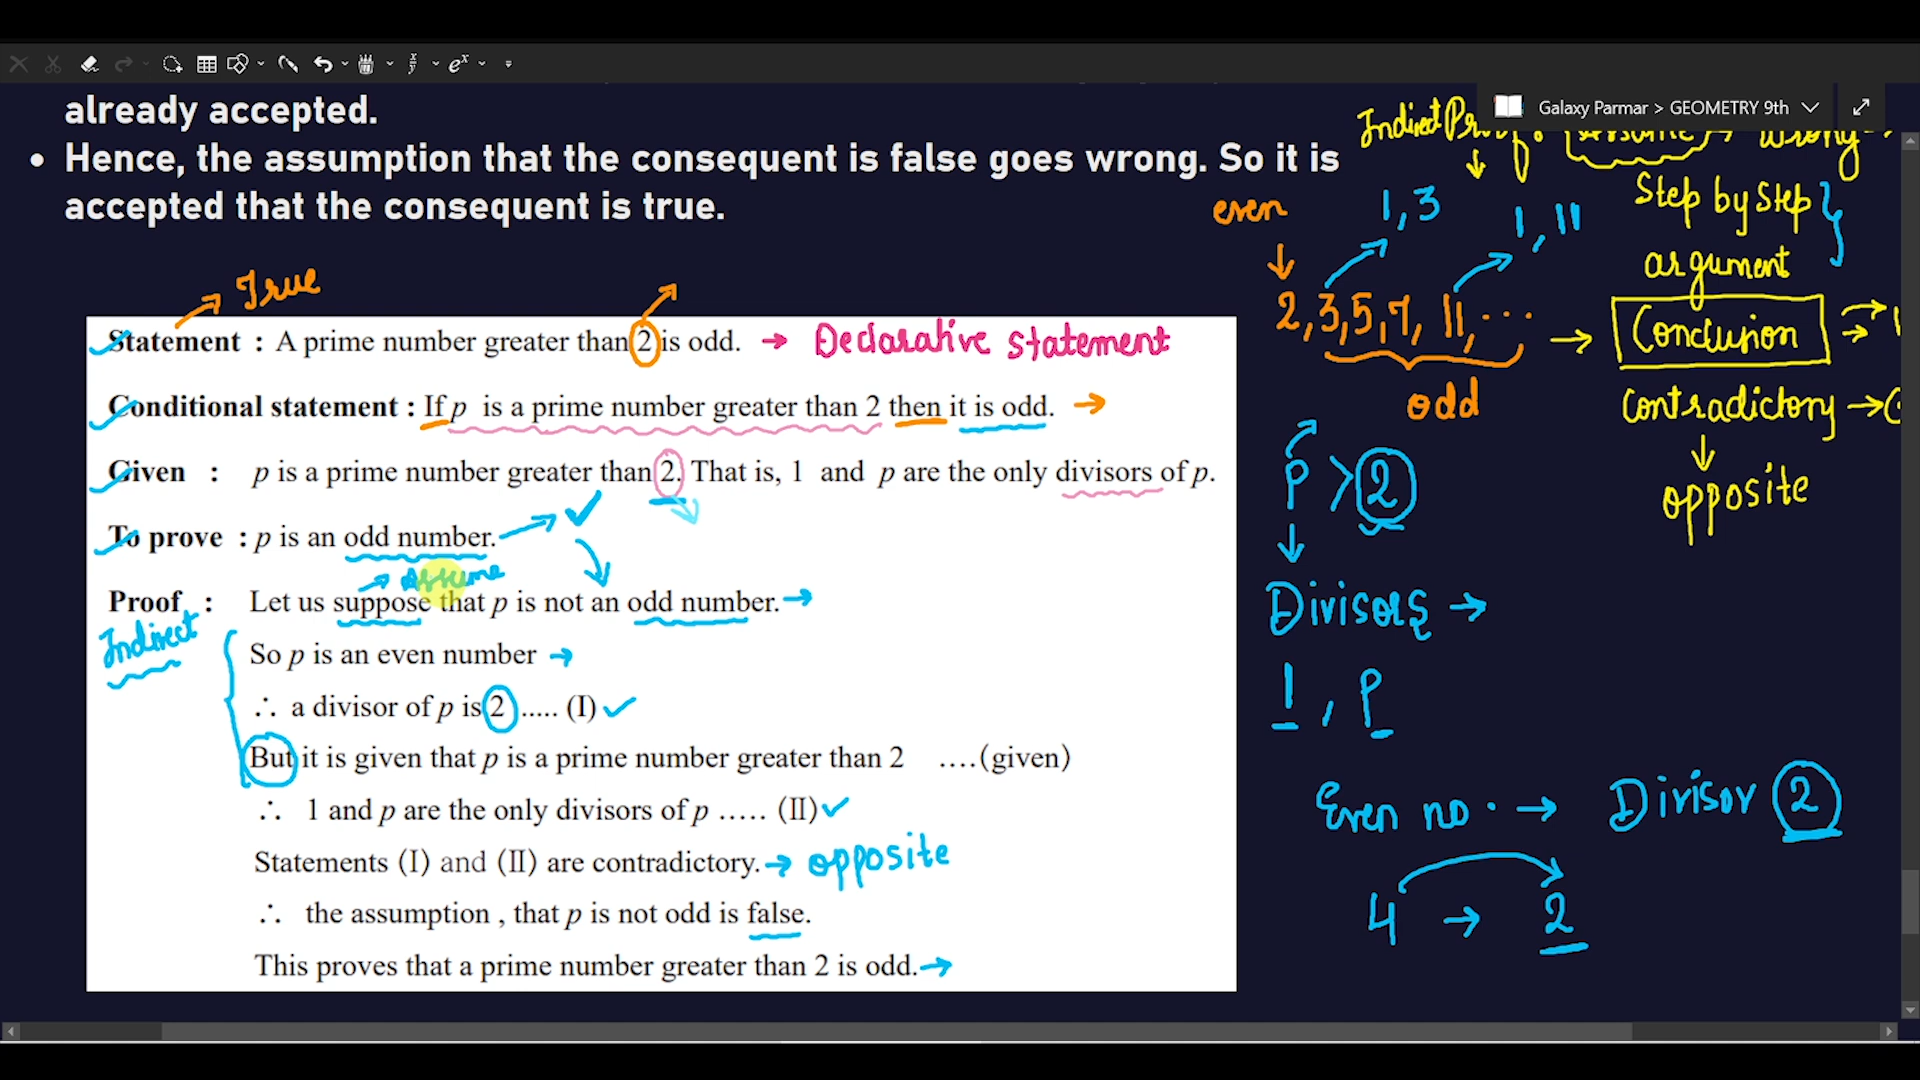 already accepted.
• Hence, the assumption that the consequent is false goes wrong. So it is
accepted that the consequent is true.
Galaxy Parmar > GEOMETRY 9th
Indirect Proof : assume → wrong →
Step by Step
argument
Conclusion
contradictory →
opposite
even
1, 3
1, 11
2, 3, 5, 7, 11, ...
odd
True
Statement : A prime number greater than 2 is odd. → Declarative statement
Conditional statement : If p is a prime number greater than 2 then it is odd. →
Given : p is a prime number greater than 2. That is, 1 and p are the only divisors of p.
To prove : p is an odd number.
→ Assume
Proof : Let us suppose that p is not an odd number. →
Indirect
So p is an even number →
∴ a divisor of p is 2 ..... (I) ✓
But it is given that p is a prime number greater than 2 ....(given)
∴ 1 and p are the only divisors of p ..... (II) ✓
Statements (I) and (II) are contradictory. → opposite
∴ the assumption , that p is not odd is false.
This proves that a prime number greater than 2 is odd. →
p > 2
Divisors →
1 , p
Even no. → Divisor 2
4 → 2